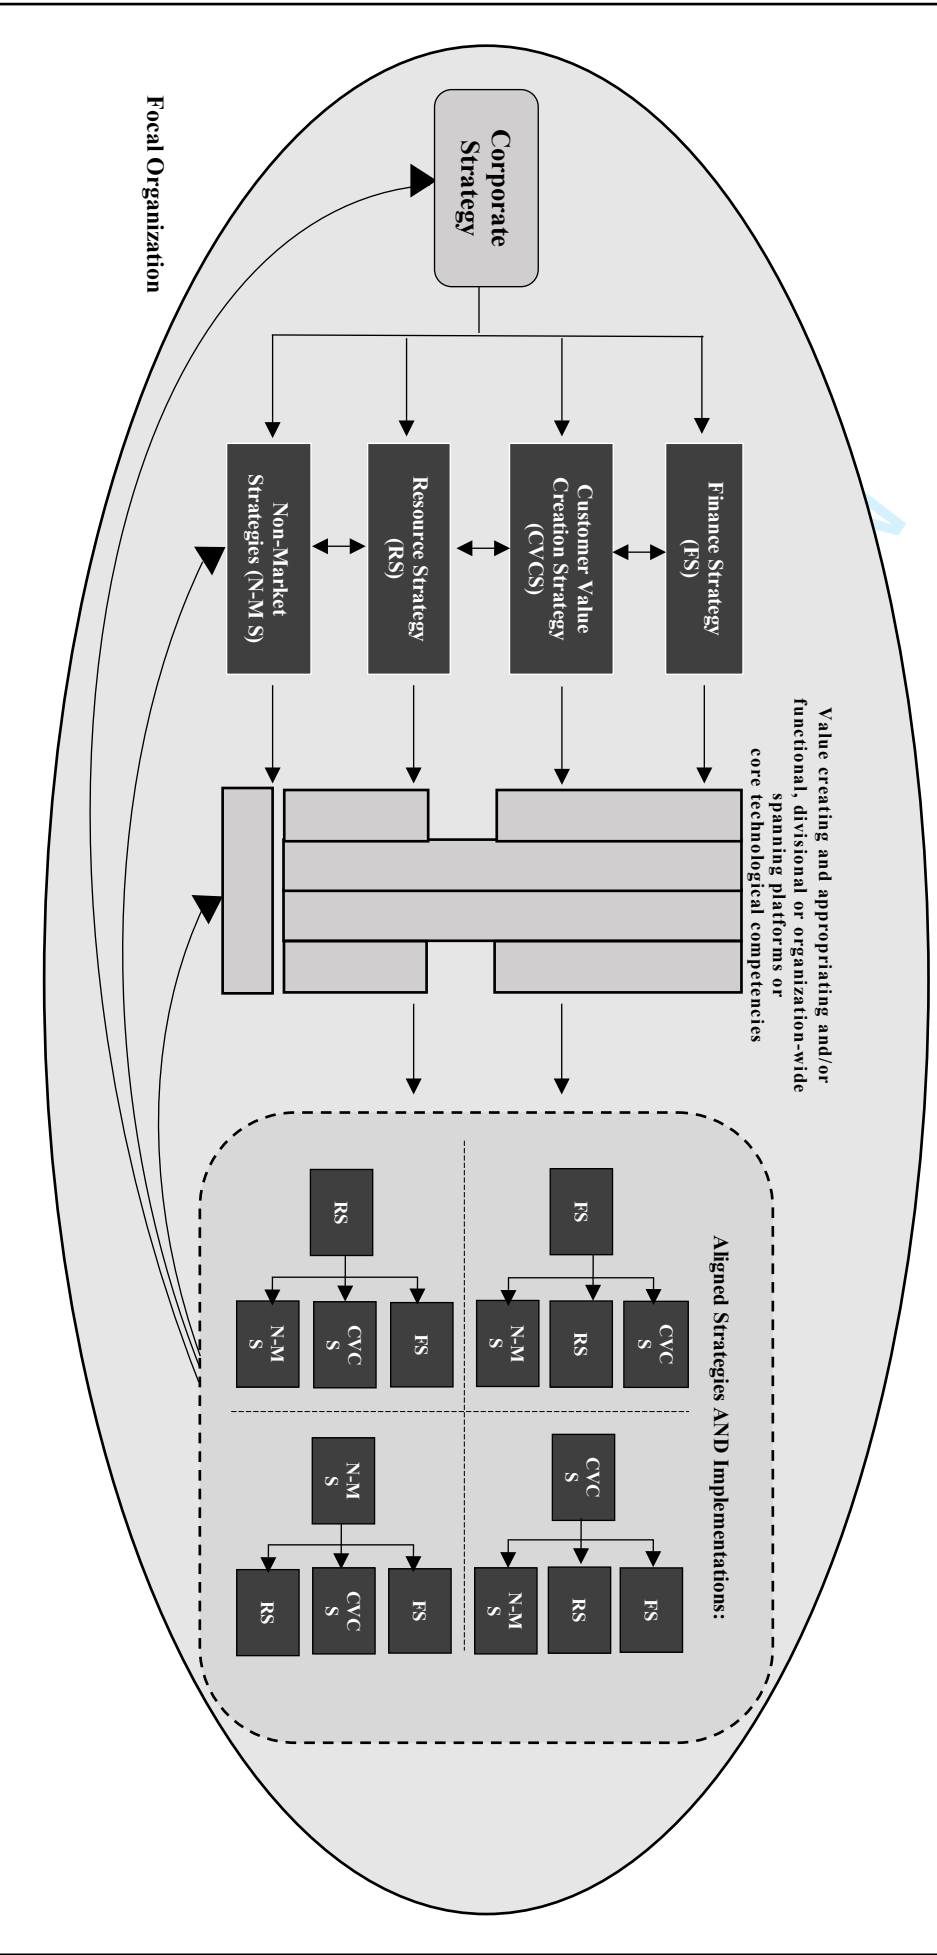 Focal Organization
Corporate
Strategy
Finance Strategy
(FS)
Customer Value
Creation Strategy
(CVCS)
Resource Strategy
(RS)
Non-Market
Strategies (N-M S)
Value creating and appropriating and/or
functional, divisional or organization-wide
spanning platforms or
core technological competencies
Aligned Strategies AND Implementations:
FS
CVC
S
RS
N-M
S
CVC
S
FS
RS
N-M
S
RS
FS
CVC
S
N-M
S
N-M
S
FS
CVC
S
RS